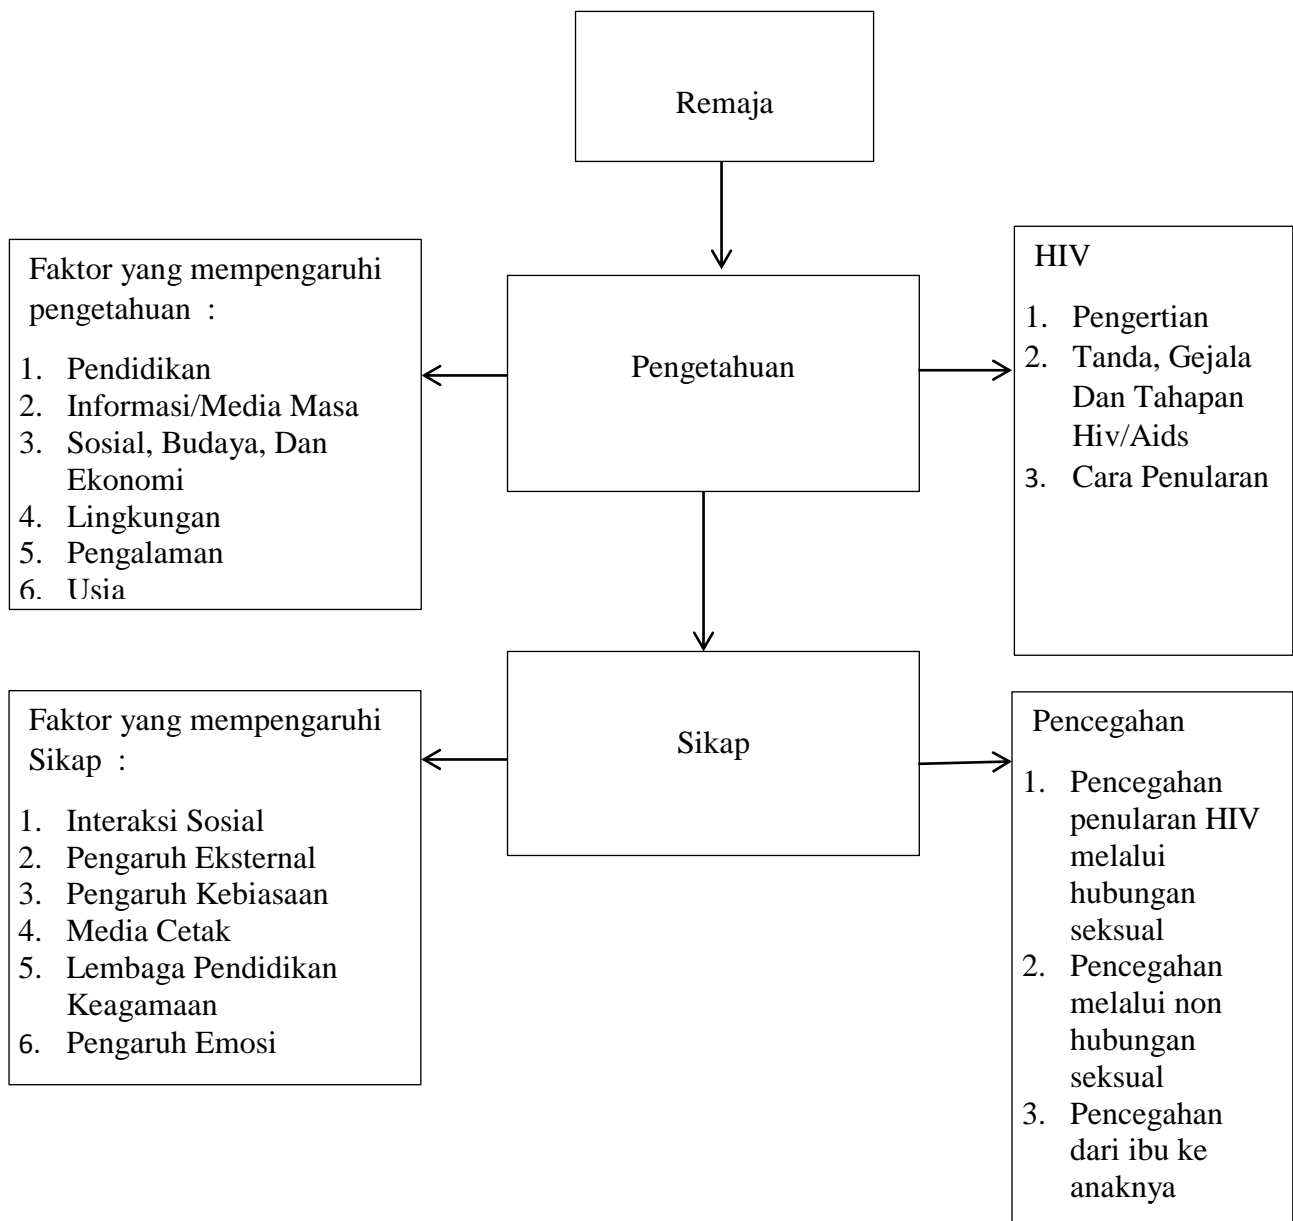 Remaja
Faktor yang mempengaruhi
pengetahuan :
1. Pendidikan
2. Informasi/Media Masa
3. Sosial, Budaya, Dan
Ekonomi
4. Lingkungan
5. Pengalaman
6. Usia
Pengetahuan
HIV
1. Pengertian
2. Tanda, Gejala
Dan Tahapan
Hiv/Aids
3. Cara Penularan
Faktor yang mempengaruhi
Sikap :
1. Interaksi Sosial
2. Pengaruh Eksternal
3. Pengaruh Kebiasaan
4. Media Cetak
5. Lembaga Pendidikan
Keagamaan
6. Pengaruh Emosi
Sikap
Pencegahan
1. Pencegahan
penularan HIV
melalui
hubungan
seksual
2. Pencegahan
melalui non
hubungan
seksual
3. Pencegahan
dari ibu ke
anaknya